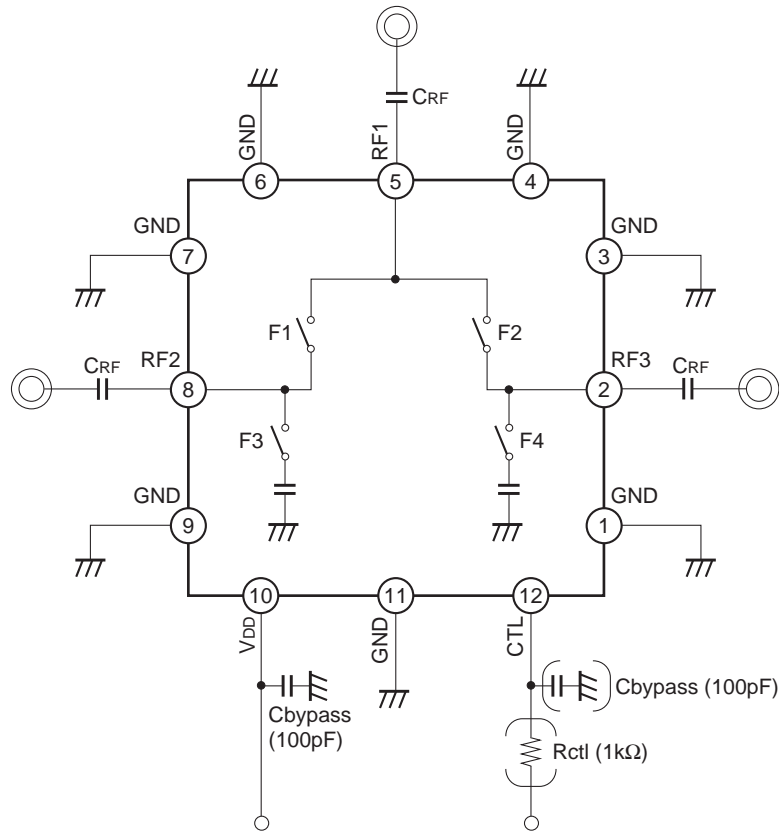 CRF
GND
RF1
GND
6
5
4
GND
GND
7
3
F1
F2
CRF
RF2
RF3
CRF
8
2
F3
F4
GND
GND
9
1
10
11
12
VDD
GND
CTL
Cbypass
(100pF)
Cbypass (100pF)
Rctl (1kΩ)